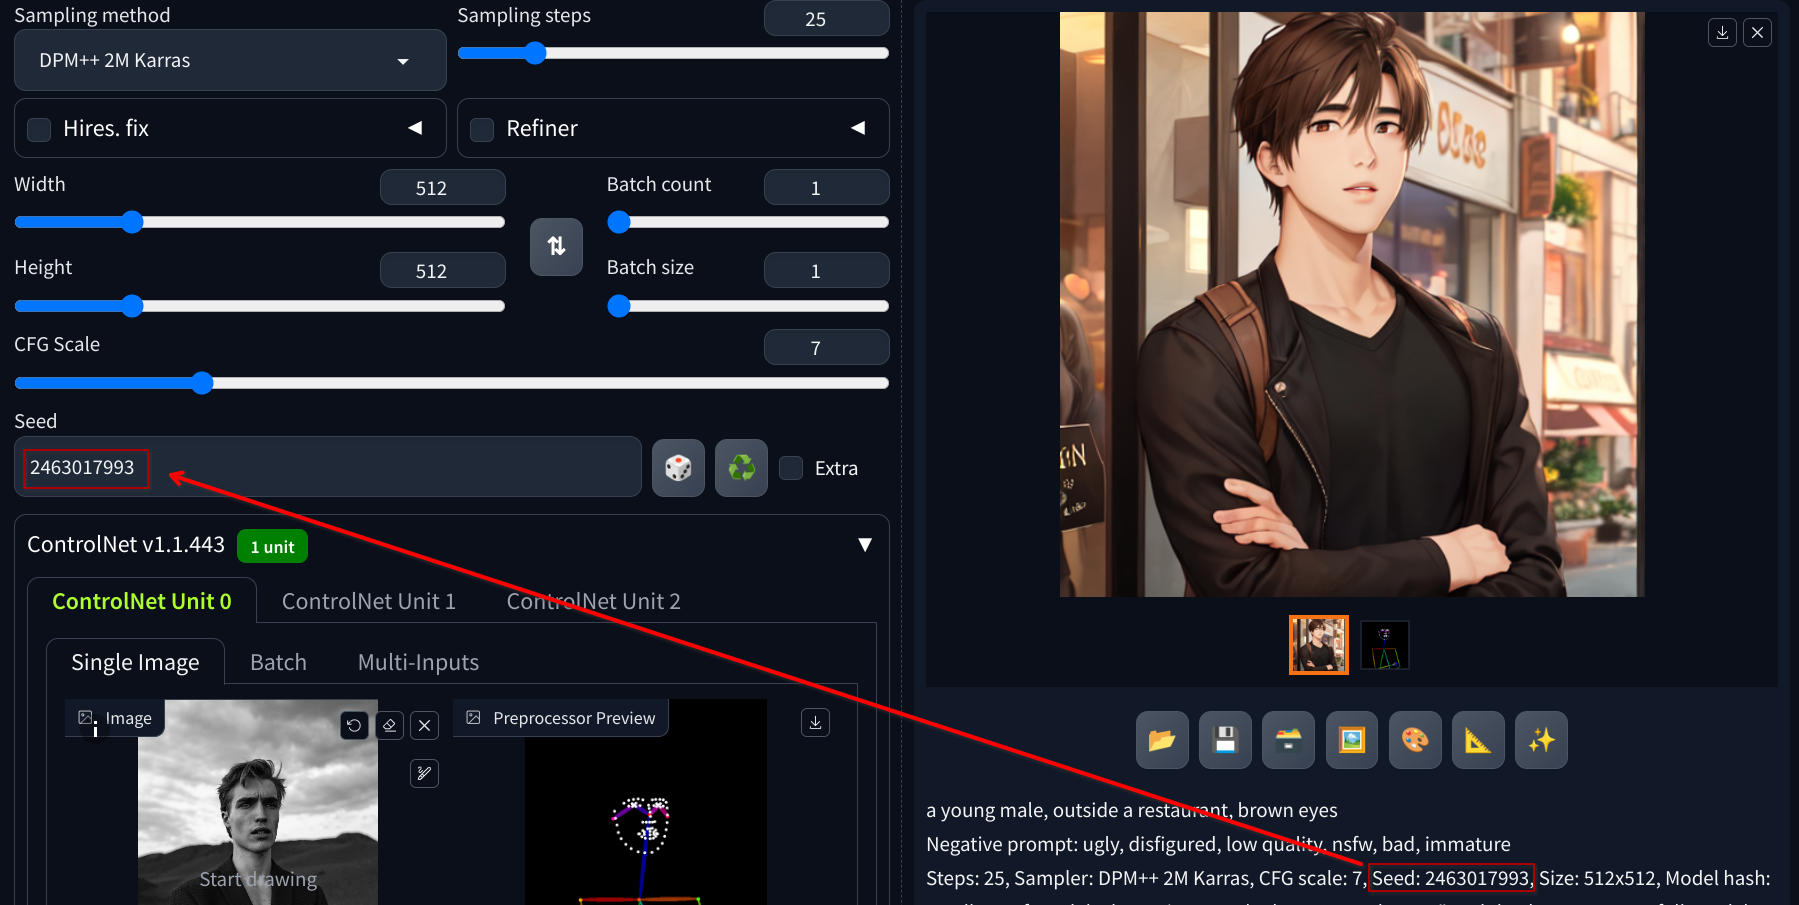 Sampling method
Sampling steps
25
DPM++ 2M Karras
Hires. fix
Refiner
Width
512
Batch count
1
Height
512
Batch size
1
CFG Scale
7
Seed
2463017993
Extra
ControlNet v1.1.443
1 unit
ControlNet Unit 0
ControlNet Unit 1
ControlNet Unit 2
Single Image
Batch
Multi-Inputs
Image
Preprocessor Preview
Start drawing
a young male, outside a restaurant, brown eyes
Negative prompt: ugly, disfigured, low quality, nsfw, bad, immature
Steps: 25, Sampler: DPM++ 2M Karras, CFG scale: 7, Seed: 2463017993, Size: 512x512, Model hash: